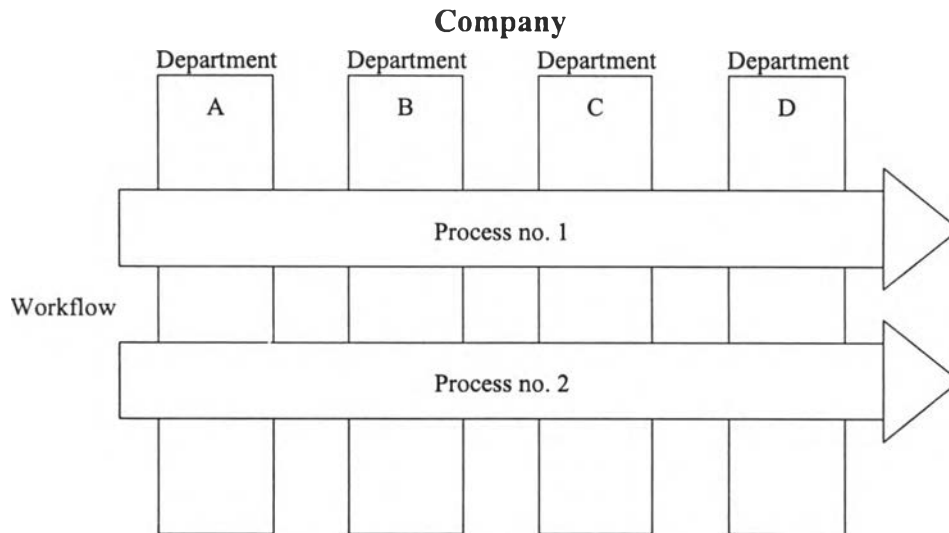 Company
Department Department Department Department
A B C D
Process no. 1
Workflow
Process no. 2